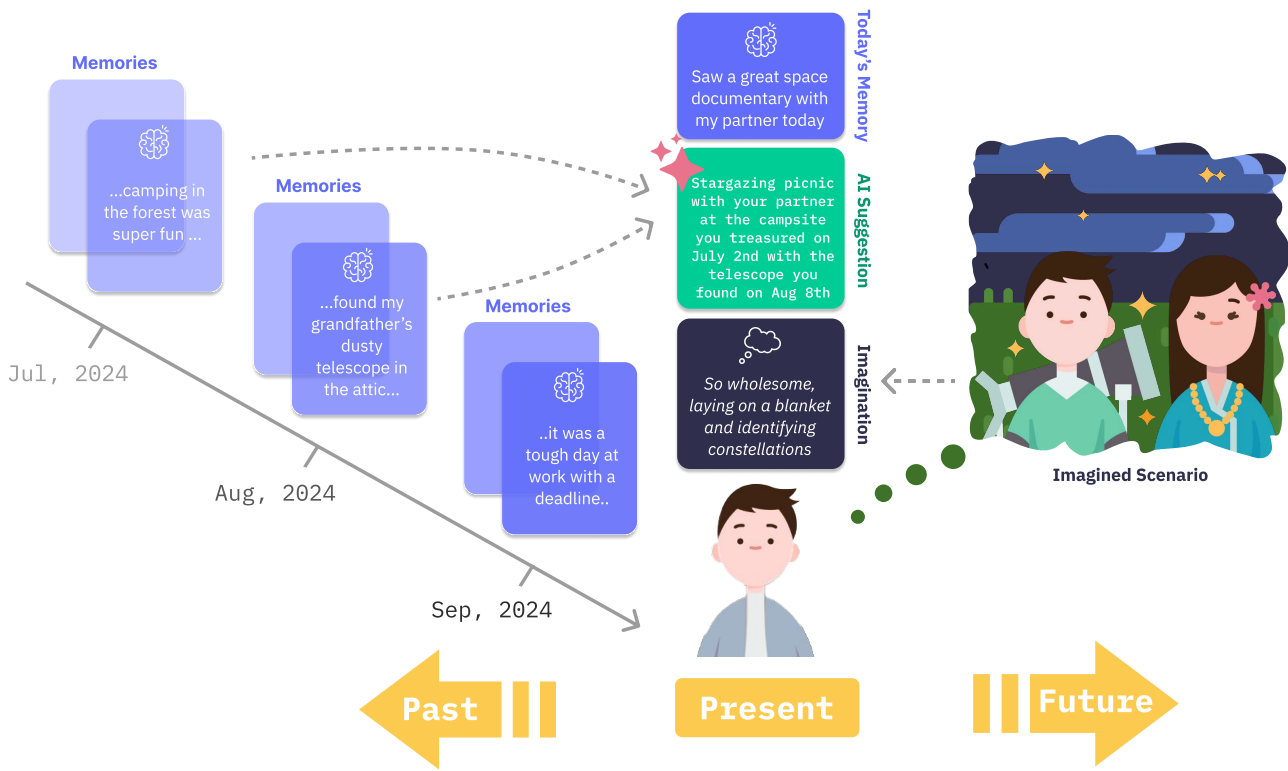 Memories
...camping in
the forest was
super fun ...
Jul, 2024
Memories
...found my
grandfather's
dusty
telescope in
the attic...
Aug, 2024
Memories
..it was a
tough day at
work with a
deadline..
Sep, 2024
Saw a great space
documentary with
my partner today
Today's Memory
Stargazing picnic
with your partner
at the campsite
you treasured on
July 2nd with the
telescope you
found on Aug 8th
AI Suggestion
So wholesome,
laying on a blanket
and identifying
constellations
Imagination
Imagined Scenario
Past
Present
Future